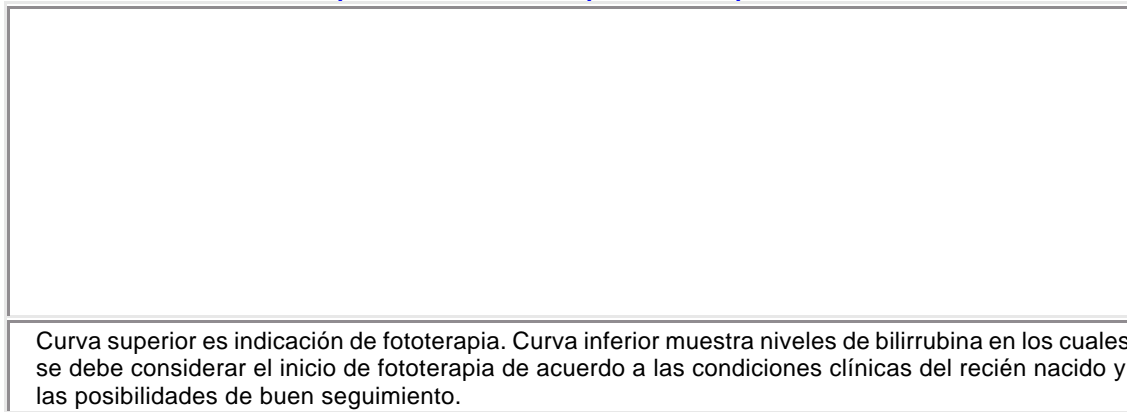 Curva superior es indicación de fototerapia. Curva inferior muestra niveles de bilirrubina en los cuales
se debe considerar el inicio de fototerapia de acuerdo a las condiciones clínicas del recién nacido y
las posibilidades de buen seguimiento.